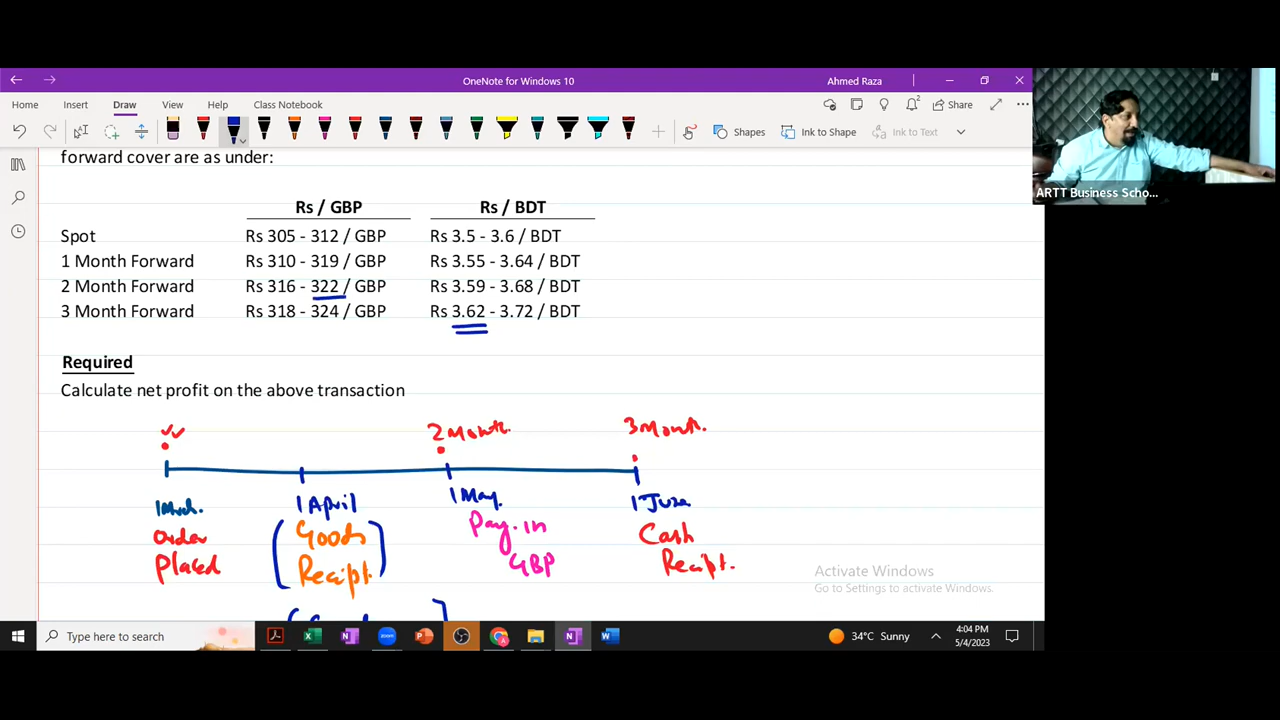 OneNote for Windows 10
Ahmed Raza
Home Insert Draw View Help Class Notebook
Share
Shapes Ink to Shape Ink to Text
ARTT Business Scho...
forward cover are as under:
Rs / GBP Rs / BDT
Spot Rs 305 - 312 / GBP Rs 3.5 - 3.6 / BDT
1 Month Forward Rs 310 - 319 / GBP Rs 3.55 - 3.64 / BDT
2 Month Forward Rs 316 - 322 / GBP Rs 3.59 - 3.68 / BDT
3 Month Forward Rs 318 - 324 / GBP Rs 3.62 - 3.72 / BDT
Required
Calculate net profit on the above transaction
2 Month. 3 Month.
1 March. 1 April 1 May. 1 June
Order Goods Pay. in Cash
Placed Recipt. GBP Recipt.
Activate Windows
Go to Settings to activate Windows.
Type here to search
34°C Sunny
4:04 PM
5/4/2023